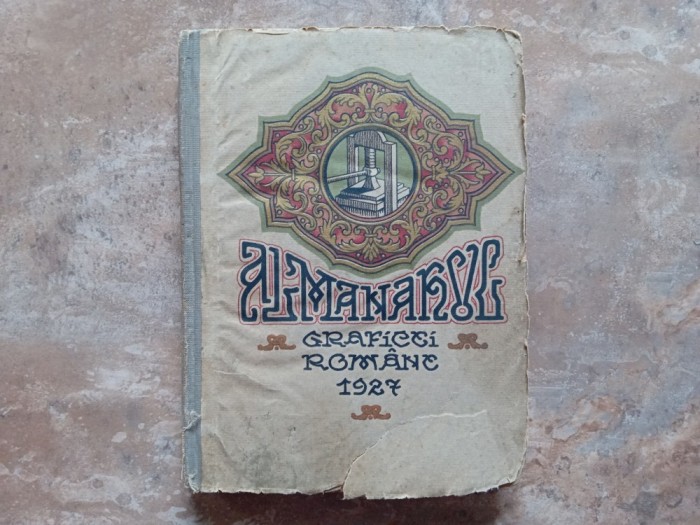 ALMANAHUL
GRAFICEI
ROMÂNE
1927